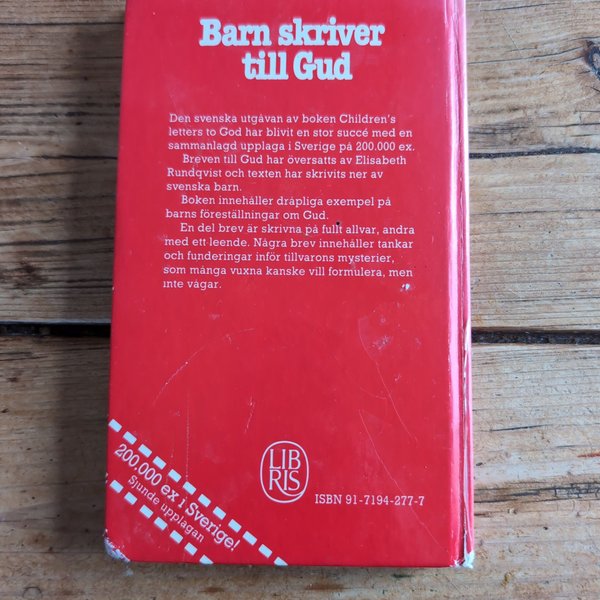 Barn skriver
till Gud
Den svenska utgåvan av boken Children's
letters to God har blivit en stor succé med en
sammanlagd upplaga i Sverige på 200.000 ex.
Breven till Gud har översatts av Elisabeth
Rundqvist och texten har skrivits ner av
svenska barn.
Boken innehåller dråpliga exempel på
barns föreställningar om Gud.
En del brev är skrivna på fullt allvar, andra
med ett leende. Några brev innehåller tankar
och funderingar inför tillvarons mysterier,
som många vuxna kanske vill formulera, men
inte vågar.
200.000 ex i Sverige!
Sjunde upplagan
LIB
RIS
ISBN 91-7194-277-7